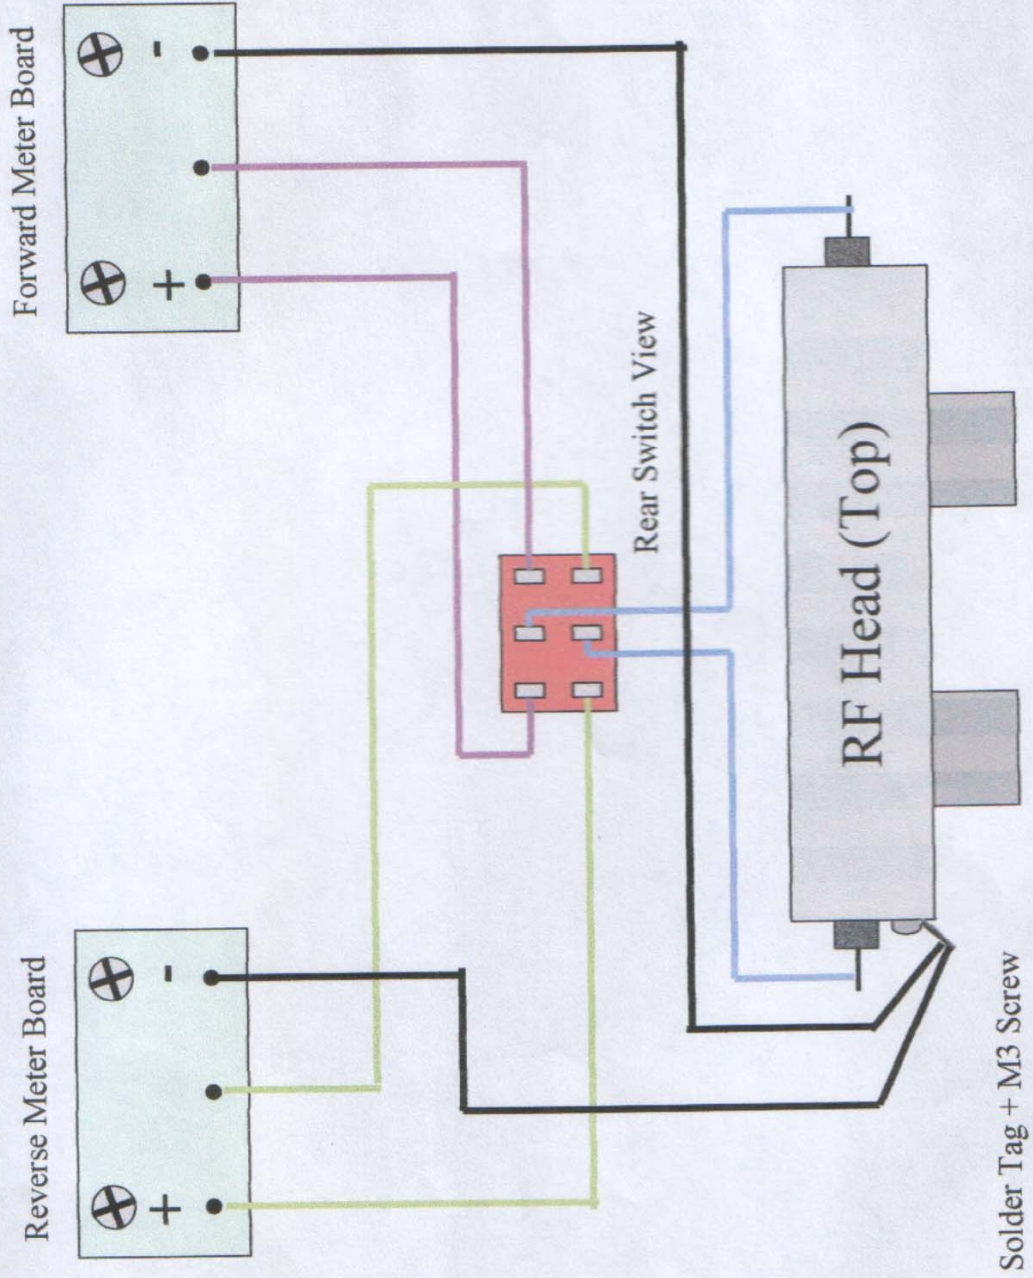 Reverse Meter Board
Forward Meter Board
+
-
+
-
Rear Switch View
RF Head (Top)
Solder Tag + M3 Screw